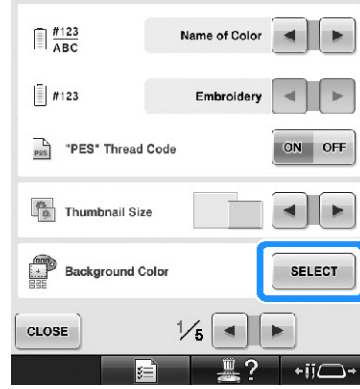 #123
ABC
Name of Color
#123
Embroidery
PES
"PES" Thread Code
ON OFF
Thumbnail Size
Background Color
SELECT
CLOSE
1/5
?